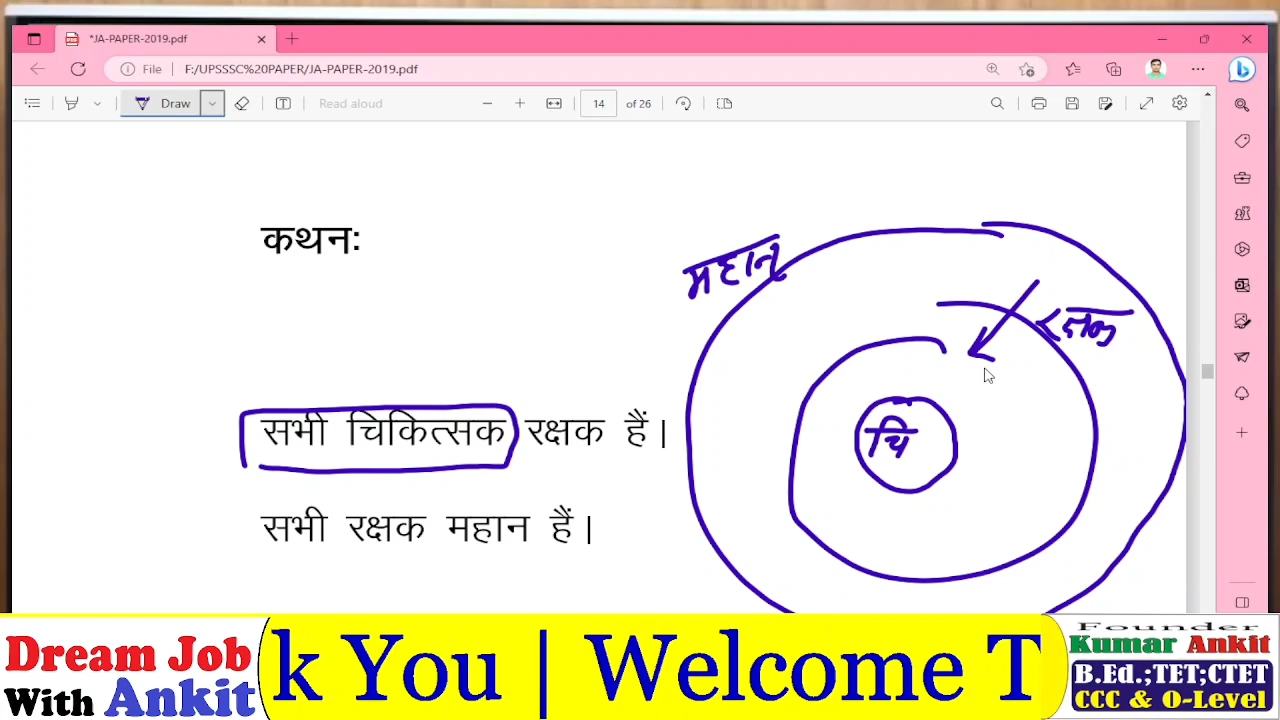 *JA-PAPER-2019.pdf
File F:/UPSSSC%20PAPER/JA-PAPER-2019.pdf
Draw Read aloud 14 of 26
कथनः
महान
रक्षक
चि
सभी चिकित्सक रक्षक हैं।
सभी रक्षक महान हैं।
Dream Job
With Ankit
k You | Welcome T
Founder
Kumar Ankit
B.Ed.;TET;CTET
CCC & O-Level